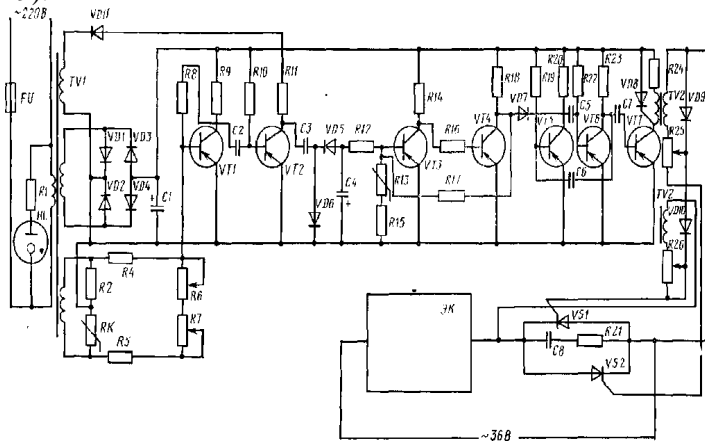 ~220В
VD11
FU
TV1
R8
R9
R10
R11
R14
R18
R19
R20
R22
R23
R24
VD8
TV2
VD9
VD7
C5
C7
R25
VD1
VD3
C2
C3
VD5
R12
R16
VT4
VT5
VT6
VT7
VT1
VT2
VT3
VD2
VD4
C1
+
VD6
C4
+
R13
R17
C6
R15
TV2
VD10
R26
R1
HL
R4
R2
R6
RK
R7
R5
ЭК
VS1
C8
R21
VS2
~36В